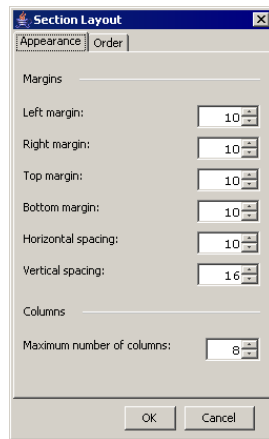 Section Layout
Appearance Order
Margins
Left margin: 10
Right margin: 10
Top margin: 10
Bottom margin: 10
Horizontal spacing: 10
Vertical spacing: 16
Columns
Maximum number of columns: 8
OK Cancel